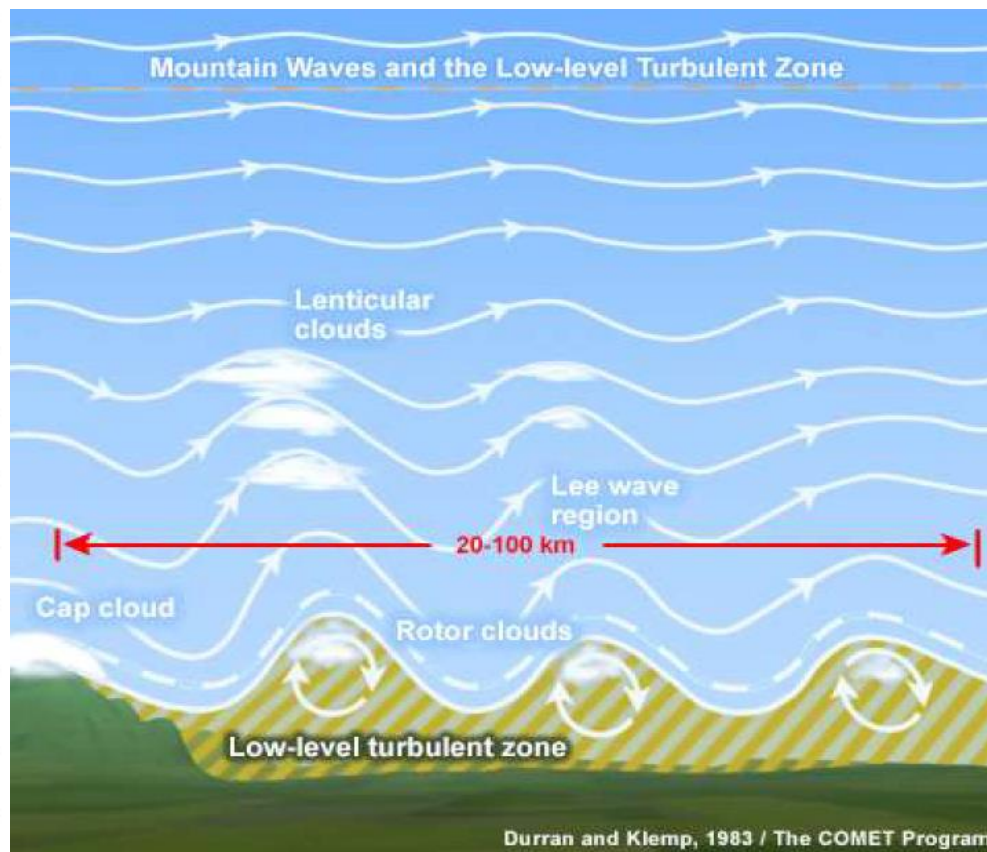 Mountain Waves and the Low-level Turbulent Zone
Lenticular
clouds
Lee wave
region
20-100 km
Cap cloud
Rotor clouds
Low-level turbulent zone
Durran and Klemp, 1983 / The COMET Program